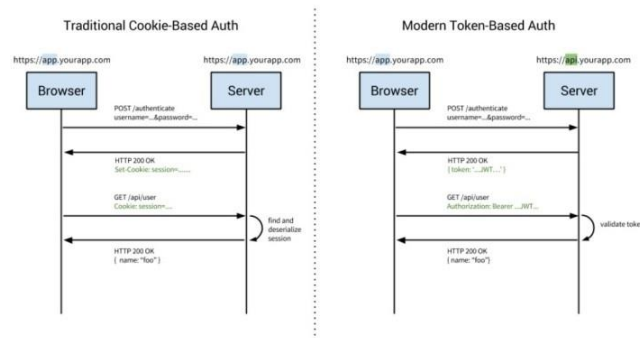 Traditional Cookie-Based Auth
https://app.yourapp.com
https://app.yourapp.com
Browser
Server
POST /authenticate
username=...&password=...
HTTP 200 OK
Set-Cookie: session=.......
GET /api/user
Cookie: session=....
find and
deserialize
session
HTTP 200 OK
{ name: "foo" }
Modern Token-Based Auth
https://app.yourapp.com
https://api.yourapp.com
Browser
Server
POST /authenticate
username=...&password=...
HTTP 200 OK
{ token: '...JWT....' }
GET /api/user
Authorization: Bearer ...JWT...
validate toke
HTTP 200 OK
{ name: "foo"}